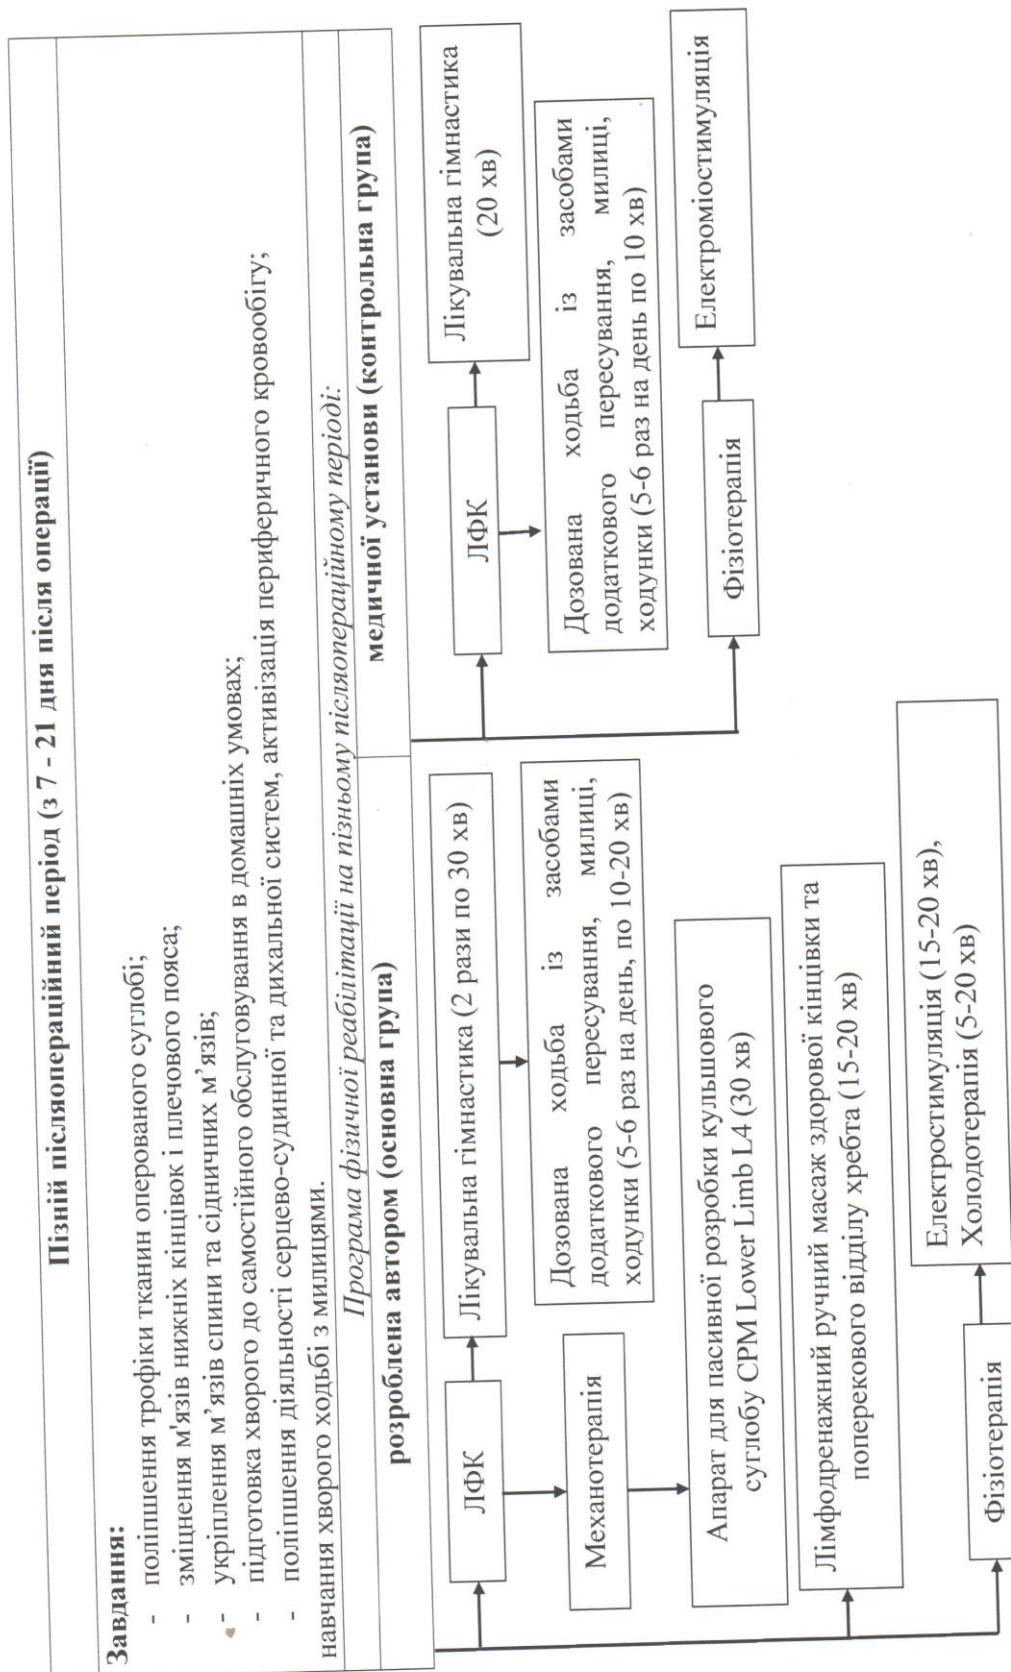 Пізній післяопераційний період (з 7 - 21 дня після операції)
Завдання:
- поліпшення трофіки тканин оперованого суглобі;
- зміцнення м'язів нижніх кінцівок і плечового пояса;
- укріплення м'язів спини та сідничних м'язів;
- підготовка хворого до самостійного обслуговування в домашніх умовах;
- поліпшення діяльності серцево-судинної та дихальної систем, активізація периферичного кровообігу;
навчання хворого ходьбі з милицями.
Програма фізичної реабілітації на пізньому післяопераційному періоді:
розроблена автором (основна група)
ЛФК
Лікувальна гімнастика (2 рази по 30 хв)
Дозована ходьба із засобами
додаткового пересування, милиці,
ходунки (5-6 раз на день, по 10-20 хв)
Механотерапія
Апарат для пасивної розробки кульшового
суглобу CPM Lower Limb L4 (30 хв)
Лімфодренажний ручний масаж здорової кінцівки та
поперекового відділу хребта (15-20 хв)
Фізіотерапія
Електростимуляція (15-20 хв),
Холодотерапія (5-20 хв)
медичної установи (контрольна група)
ЛФК
Лікувальна гімнастика
(20 хв)
Дозована ходьба із засобами
додаткового пересування, милиці,
ходунки (5-6 раз на день по 10 хв)
Фізіотерапія
Електроміостимуляція